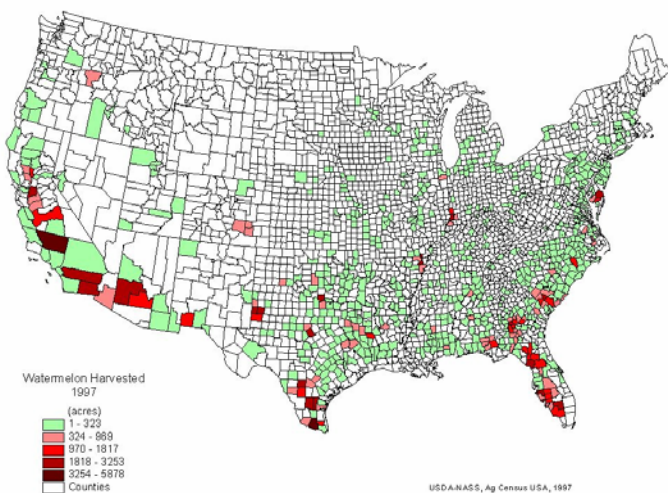 Watermelon Harvested
1997
(acres)
1 - 323
324 - 969
970 - 1817
1818 - 3253
3254 - 5878
Counties
USDA-NASS, Ag Census USA, 1997